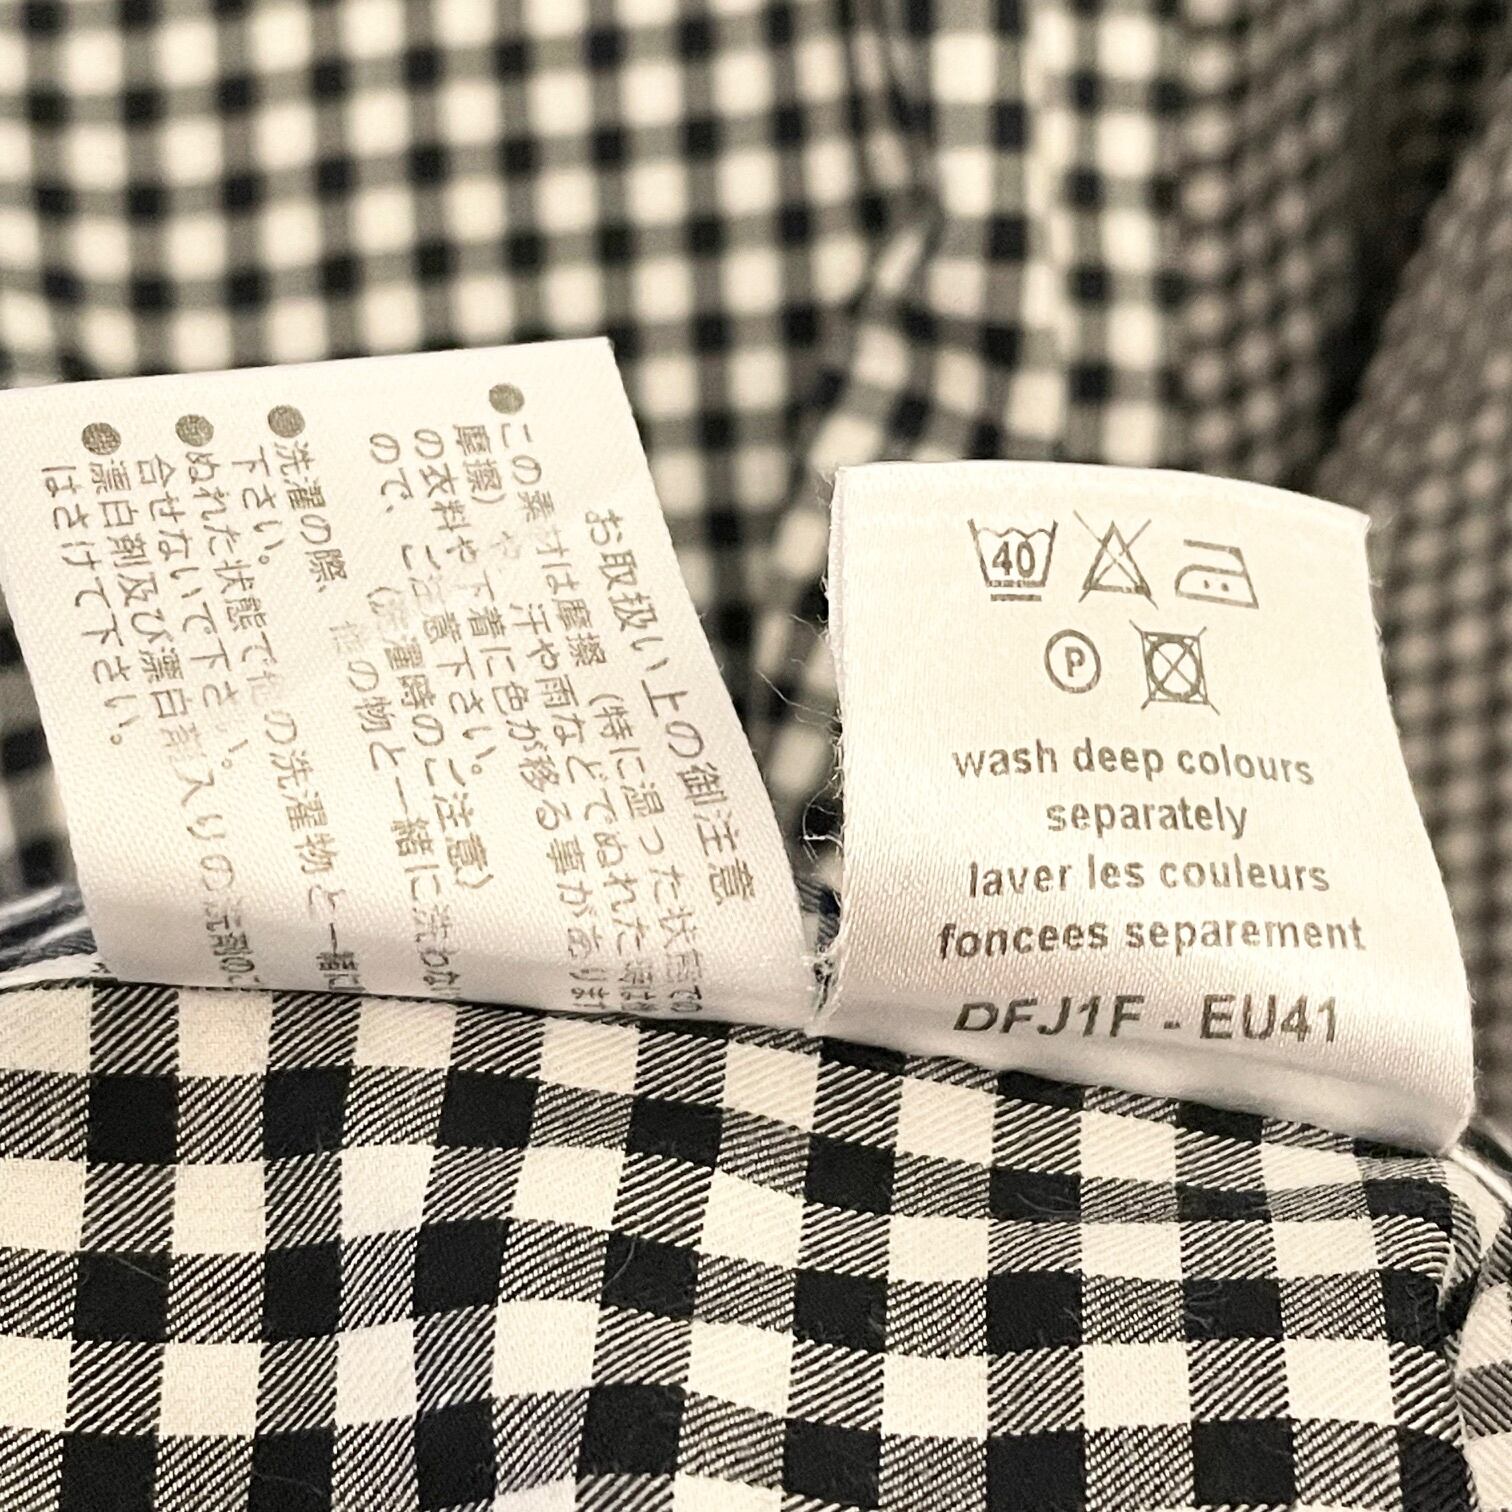 お取扱い上の御注意
●この素材は摩擦（特に湿った状態での
摩擦）や、汗や雨などでぬれた時は
の衣料や下着に色が移る事があります
ので、ご注意下さい。
（洗濯時のご注意）
●洗濯の際、他の物と一緒に洗わな
下さい。
●ぬれた状態で他の洗濯物と一緒に
合せないで下さい。
●漂白剤及び漂白剤入りの洗剤の
はさけて下さい。
40
P
wash deep colours
separately
laver les couleurs
foncees separement
DFJ1F - EU41